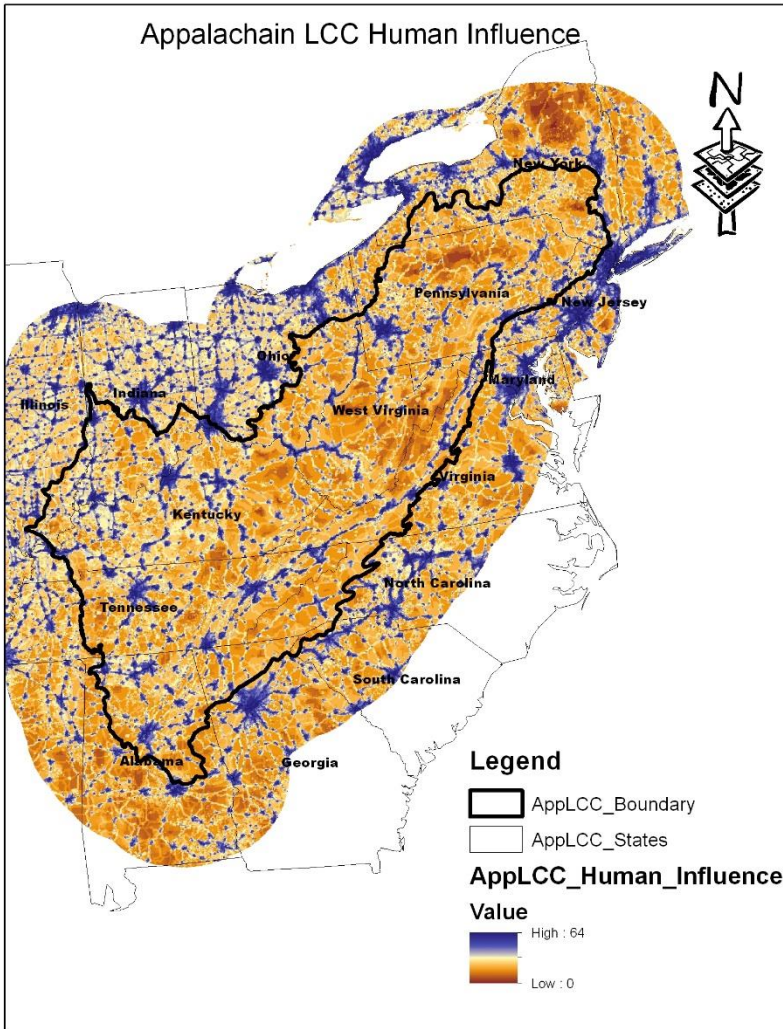 Appalachain LCC Human Influence
N
New York
Pennsylvania
New Jersey
Ohio
Maryland
Indiana
Illinois
West Virginia
Virginia
Kentucky
North Carolina
Tennessee
South Carolina
Alabama
Georgia
Legend
AppLCC_Boundary
AppLCC_States
AppLCC_Human_Influence
Value
High : 64
Low : 0